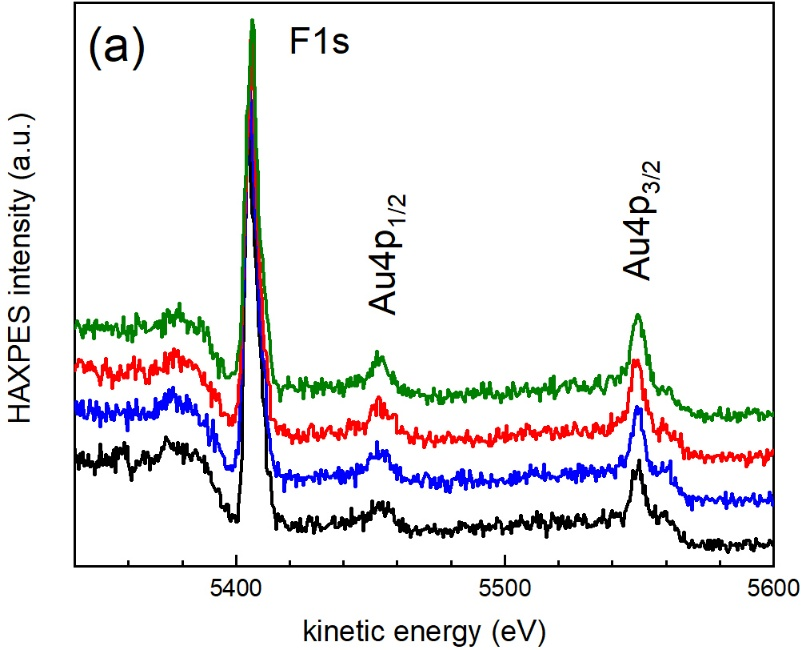 (a)
F1s
Au4p1/2
Au4p3/2
HAXPES intensity (a.u.)
5400
5500
5600
kinetic energy (eV)